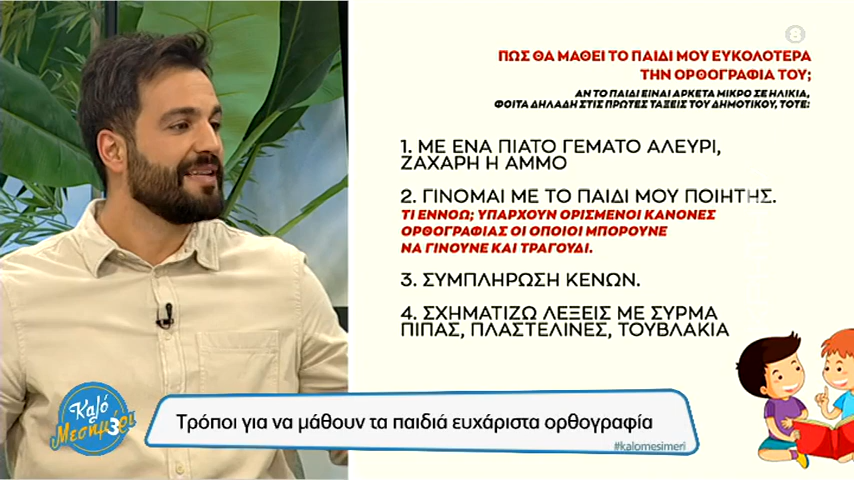 8
ΠΩΣ ΘΑ ΜΑΘΕΙ ΤΟ ΠΑΙΔΙ ΜΟΥ ΕΥΚΟΛΟΤΕΡΑ
ΤΗΝ ΟΡΘΟΓΡΑΦΙΑ ΤΟΥ;
ΑΝ ΤΟ ΠΑΙΔΙ ΕΙΝΑΙ ΑΡΚΕΤΑ ΜΙΚΡΟ ΣΕ ΗΛΙΚΙΑ,
ΦΟΙΤΑ ΔΗΛΑΔΗ ΣΤΙΣ ΠΡΩΤΕΣ ΤΑΞΕΙΣ ΤΟΥ ΔΗΜΟΤΙΚΟΥ, ΤΟΤΕ:
1. ΜΕ ΕΝΑ ΠΙΑΤΟ ΓΕΜΑΤΟ ΑΛΕΥΡΙ,
ΖΑΧΑΡΗ Η ΑΜΜΟ
2. ΓΙΝΟΜΑΙ ΜΕ ΤΟ ΠΑΙΔΙ ΜΟΥ ΠΟΙΗΤΗΣ.
ΤΙ ΕΝΝΟΩ; ΥΠΑΡΧΟΥΝ ΟΡΙΣΜΕΝΟΙ ΚΑΝΟΝΕΣ
ΟΡΘΟΓΡΑΦΙΑΣ ΟΙ ΟΠΟΙΟΙ ΜΠΟΡΟΥΝΕ
ΝΑ ΓΙΝΟΥΝΕ ΚΑΙ ΤΡΑΓΟΥΔΙ.
3. ΣΥΜΠΛΗΡΩΣΗ ΚΕΝΩΝ.
4. ΣΧΗΜΑΤΙΖΩ ΛΕΞΕΙΣ ΜΕ ΣΥΡΜΑ
ΠΙΠΑΣ, ΠΛΑΣΤΕΛΙΝΕΣ, ΤΟΥΒΛΑΚΙΑ
Καλό
Μεσημ3ρι
Τρόποι για να μάθουν τα παιδιά ευχάριστα ορθογραφία
#kalomesimeri